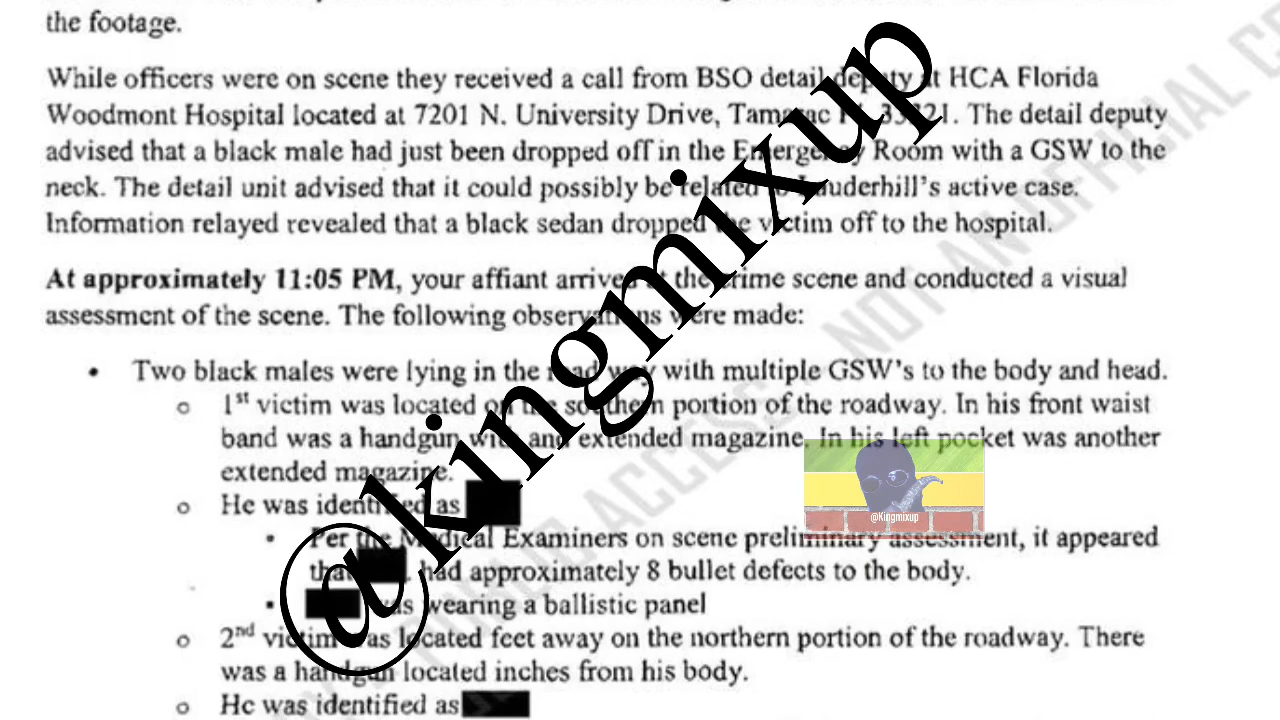 the footage.
While officers were on scene they received a call from BSO detail deputy at HCA Florida
Woodmont Hospital located at 7201 N. University Drive, Tamarac 33321. The detail deputy
advised that a black male had just been dropped off in the Emergency Room with a GSW to the
neck. The detail unit advised that it could possibly be related to Lauderhill's active case.
Information relayed revealed that a black sedan dropped the victim off to the hospital.
At approximately 11:05 PM, your affiant arrived at the crime scene and conducted a visual
assessment of the scene. The following observations were made:
• Two black males were lying in the roadway with multiple GSW's to the body and head.
o 1st victim was located on the southern portion of the roadway. In his front waist
band was a handgun with and extended magazine. In his left pocket was another
extended magazine.
o He was identified as
▪ Per the Medical Examiners on scene preliminary assessment, it appeared
that had approximately 8 bullet defects to the body.
▪ was wearing a ballistic panel
o 2nd victim was located feet away on the northern portion of the roadway. There
was a handgun located inches from his body.
o He was identified as
@kingmixup
@Kingmixup
PUBLIC ACCESS - NOT AN OFFICIAL